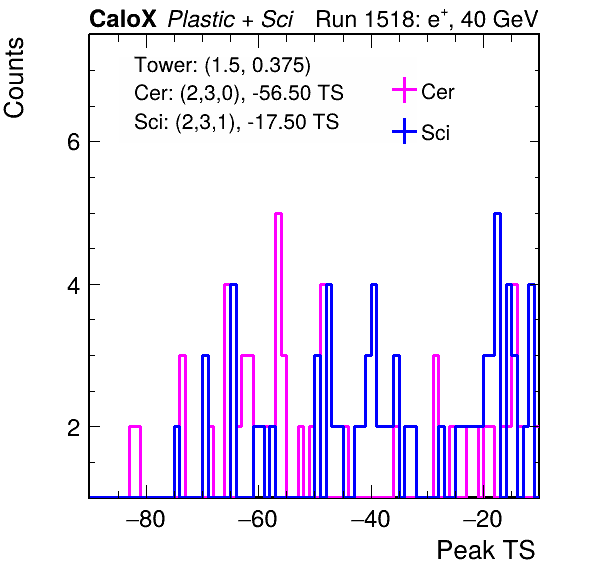 CaloX Plastic + Sci Run 1518: e⁺, 40 GeV
Counts
Tower: (1.5, 0.375)
Cer: (2,3,0), -56.50 TS
Sci: (2,3,1), -17.50 TS
Cer
Sci
6
4
2
−80 −60 −40 −20
Peak TS